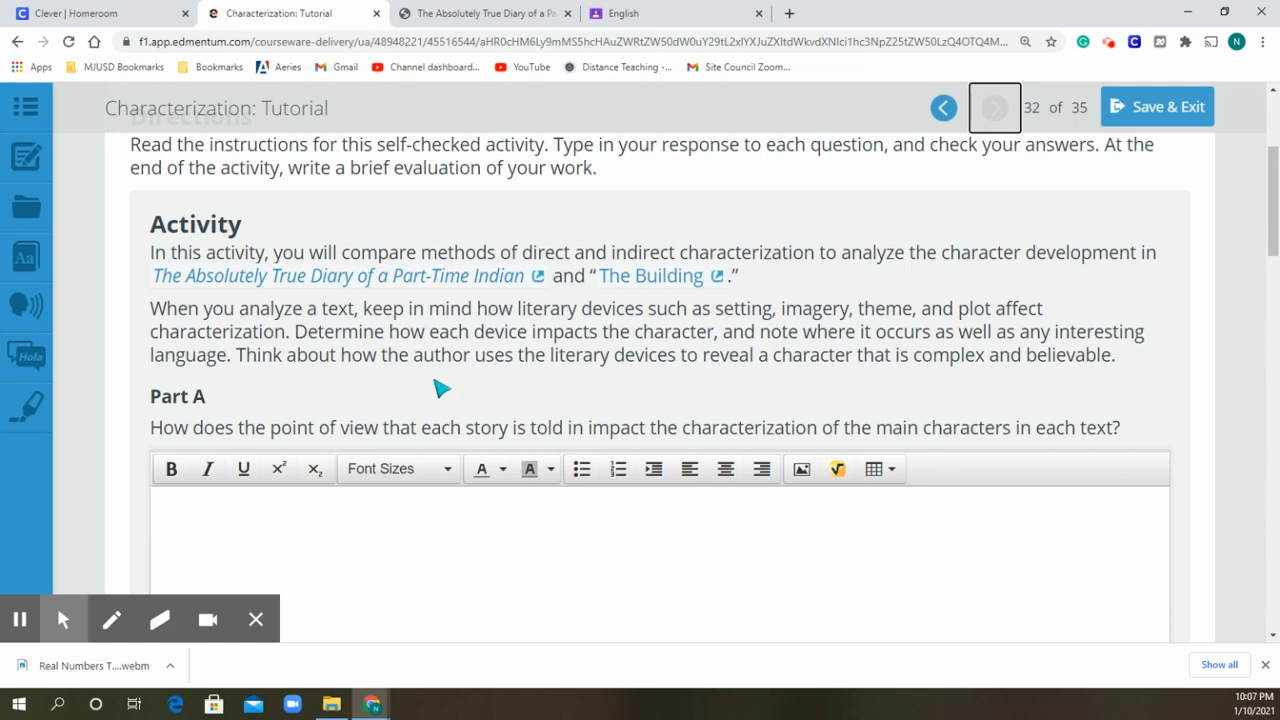 Clever | Homeroom
Characterization: Tutorial
The Absolutely True Diary of a Pa
English
f1.app.edmentum.com/courseware-delivery/ua/48948221/45516544/
Apps
MJUSD Bookmarks
Bookmarks
Aeries
Gmail
Channel dashboard...
YouTube
Distance Teaching -...
Site Council Zoom...
Characterization: Tutorial
32 of 35
Save & Exit
Directions
Read the instructions for this self-checked activity. Type in your response to each question, and check your answers. At the
end of the activity, write a brief evaluation of your work.
Activity
In this activity, you will compare methods of direct and indirect characterization to analyze the character development in
The Absolutely True Diary of a Part-Time Indian and “The Building.”
When you analyze a text, keep in mind how literary devices such as setting, imagery, theme, and plot affect
characterization. Determine how each device impacts the character, and note where it occurs as well as any interesting
language. Think about how the author uses the literary devices to reveal a character that is complex and believable.
Part A
How does the point of view that each story is told in impact the characterization of the main characters in each text?
B I U x² x₂ Font Sizes A A
Aa
Hola
Real Numbers T....webm
Show all
10:07 PM
1/10/2021